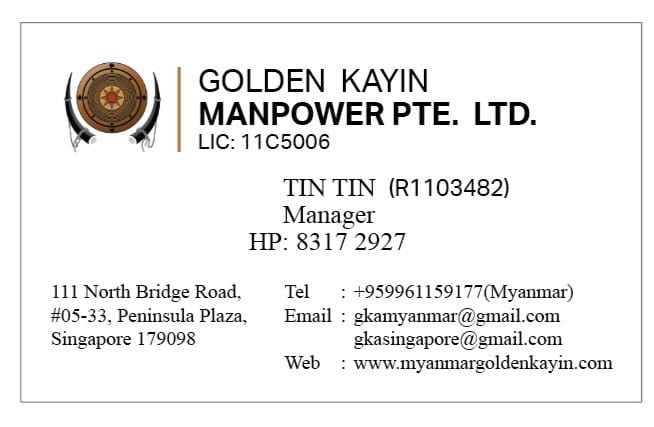 GOLDEN KAYIN
MANPOWER PTE. LTD.
LIC: 11C5006
TIN TIN (R1103482)
Manager
HP: 8317 2927
111 North Bridge Road,
#05-33, Peninsula Plaza,
Singapore 179098
Tel : +959961159177(Myanmar)
Email : gkamyanmar@gmail.com
gkasingapore@gmail.com
Web : www.myanmargoldenkayin.com